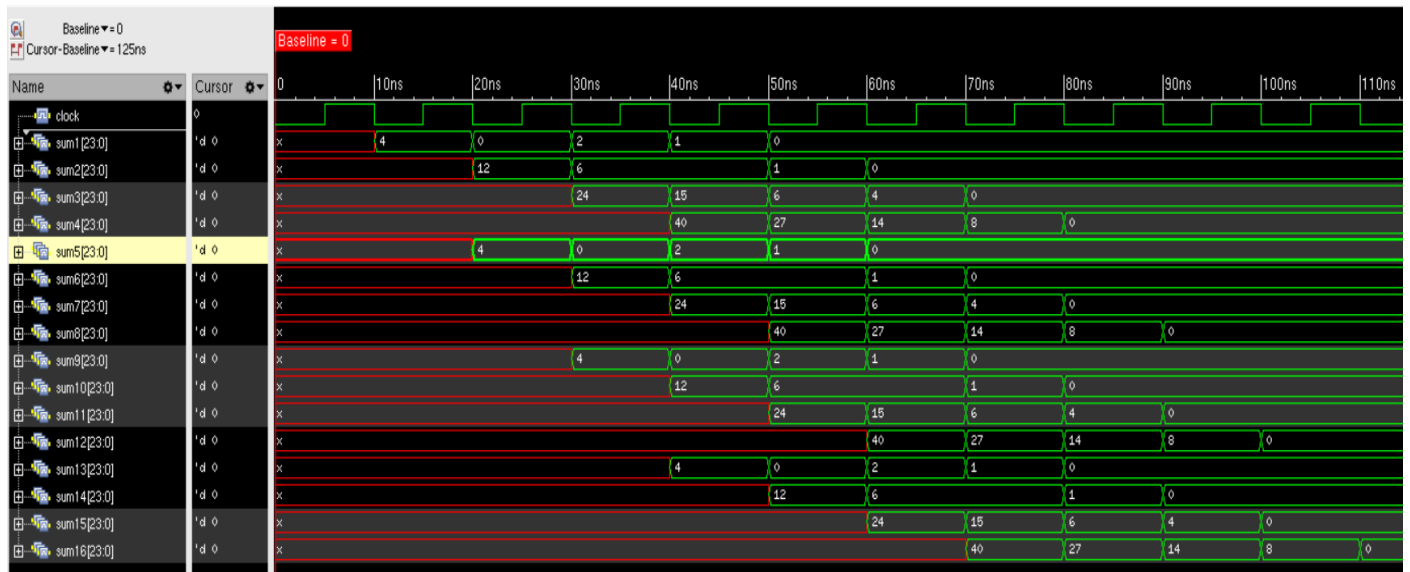 Baseline▼= 0
Cursor-Baseline▼= 125ns
Baseline = 0
Name Cursor 0 10ns 20ns 30ns 40ns 50ns 60ns 70ns 80ns 90ns 100ns 110ns
clock 0
sum1[23:0] 'd 0 x 4 0 2 1 0
sum2[23:0] 'd 0 x 12 6 1 0
sum3[23:0] 'd 0 x 24 15 6 4 0
sum4[23:0] 'd 0 x 40 27 14 8 0
sum5[23:0] 'd 0 x 4 0 2 1 0
sum6[23:0] 'd 0 x 12 6 1 0
sum7[23:0] 'd 0 x 24 15 6 4 0
sum8[23:0] 'd 0 x 40 27 14 8 0
sum9[23:0] 'd 0 x 4 0 2 1 0
sum10[23:0] 'd 0 x 12 6 1 0
sum11[23:0] 'd 0 x 24 15 6 4 0
sum12[23:0] 'd 0 x 40 27 14 8 0
sum13[23:0] 'd 0 x 4 0 2 1 0
sum14[23:0] 'd 0 x 12 6 1 0
sum15[23:0] 'd 0 x 24 15 6 4 0
sum16[23:0] 'd 0 x 40 27 14 8 0